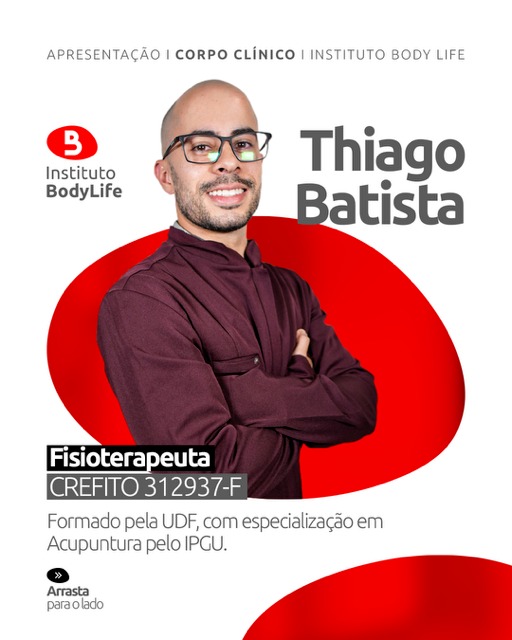 APRESENTAÇÃO I CORPO CLÍNICO I INSTITUTO BODY LIFE
B
Instituto
BodyLife
Thiago
Batista
Fisioterapeuta
CREFITO 312937-F
Formado pela UDF, com especialização em
Acupuntura pelo IPGU.
»
Arrasta
para o lado